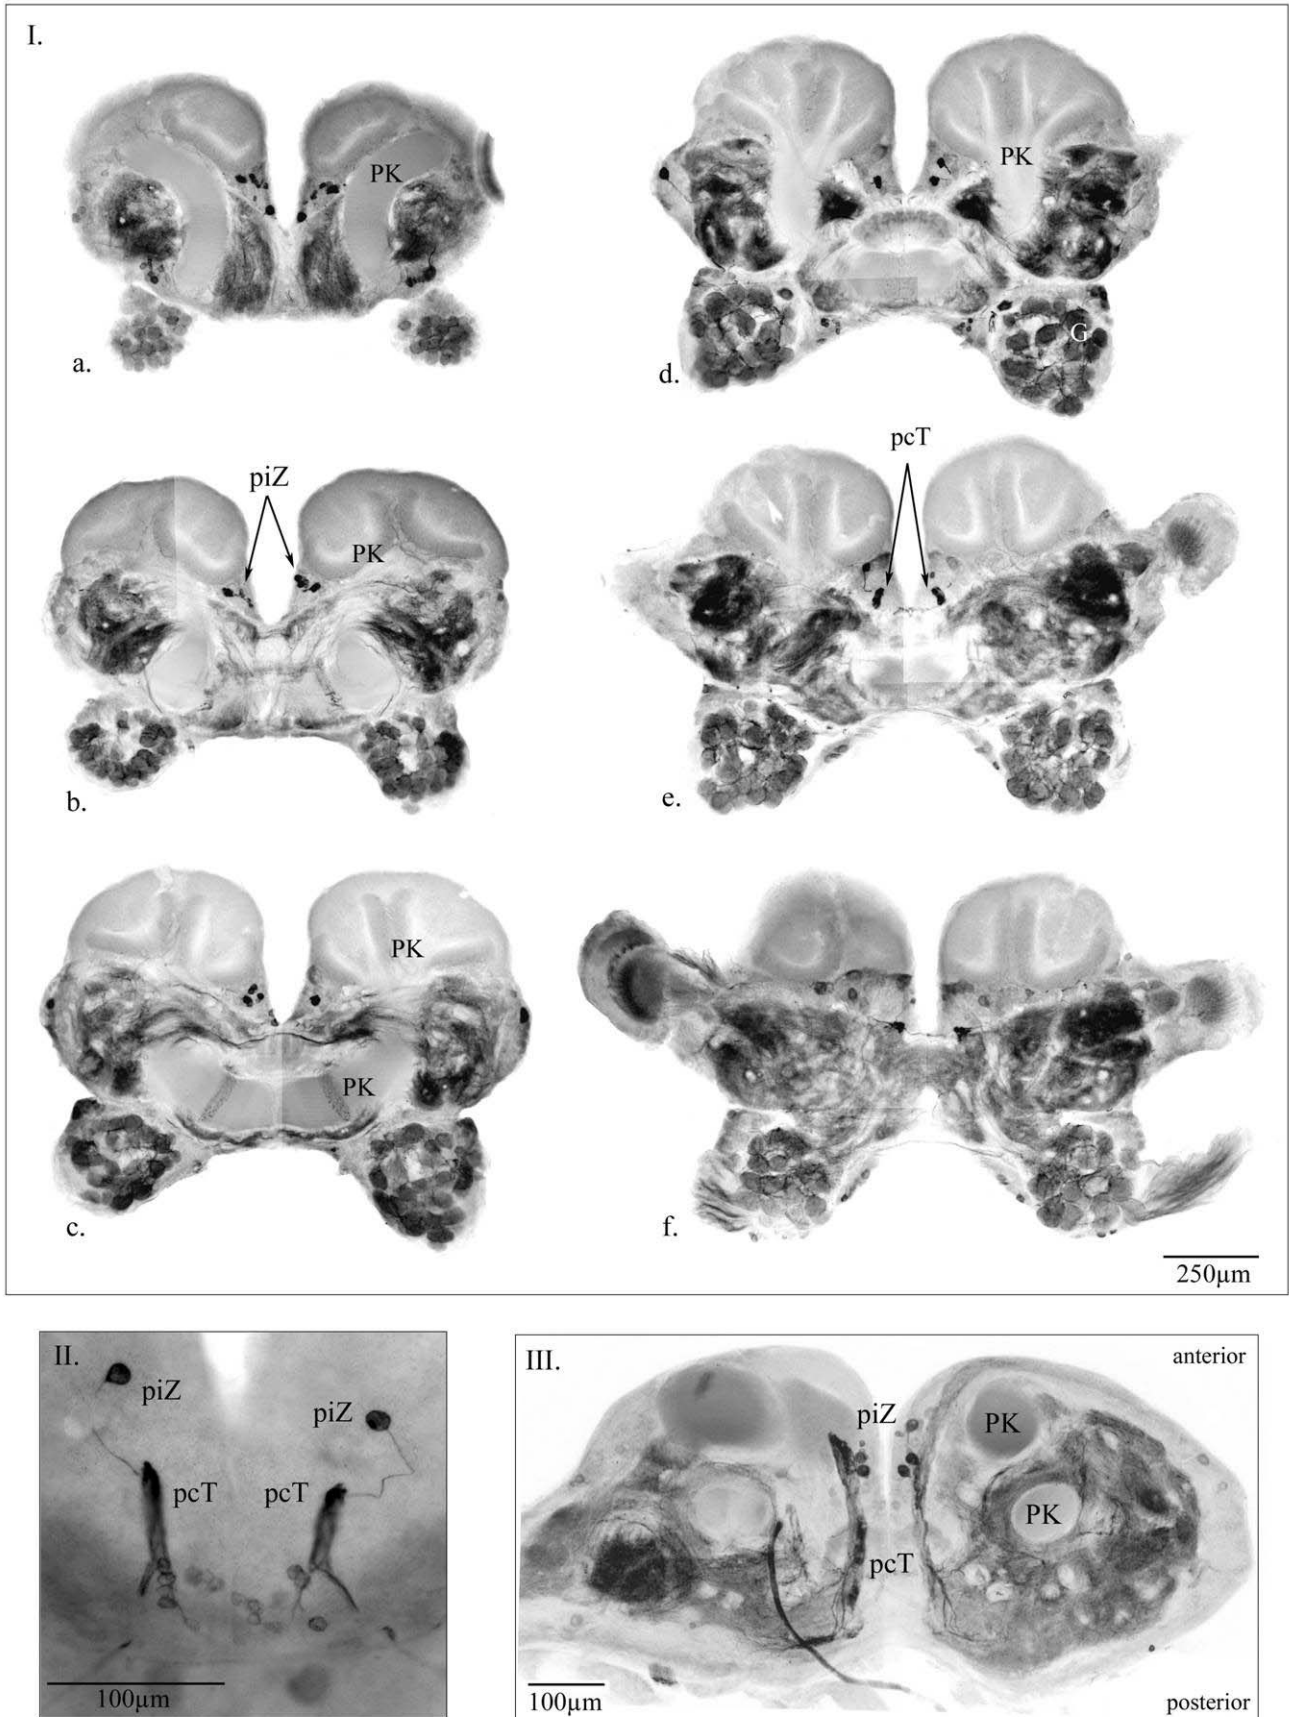 I.
PK
a.
PK
G
d.
piZ
PK
b.
pcT
e.
PK
PK
c.
f.
250µm
II.
piZ
piZ
pcT
pcT
100µm
III.
anterior
piZ
PK
PK
pcT
100µm
posterior